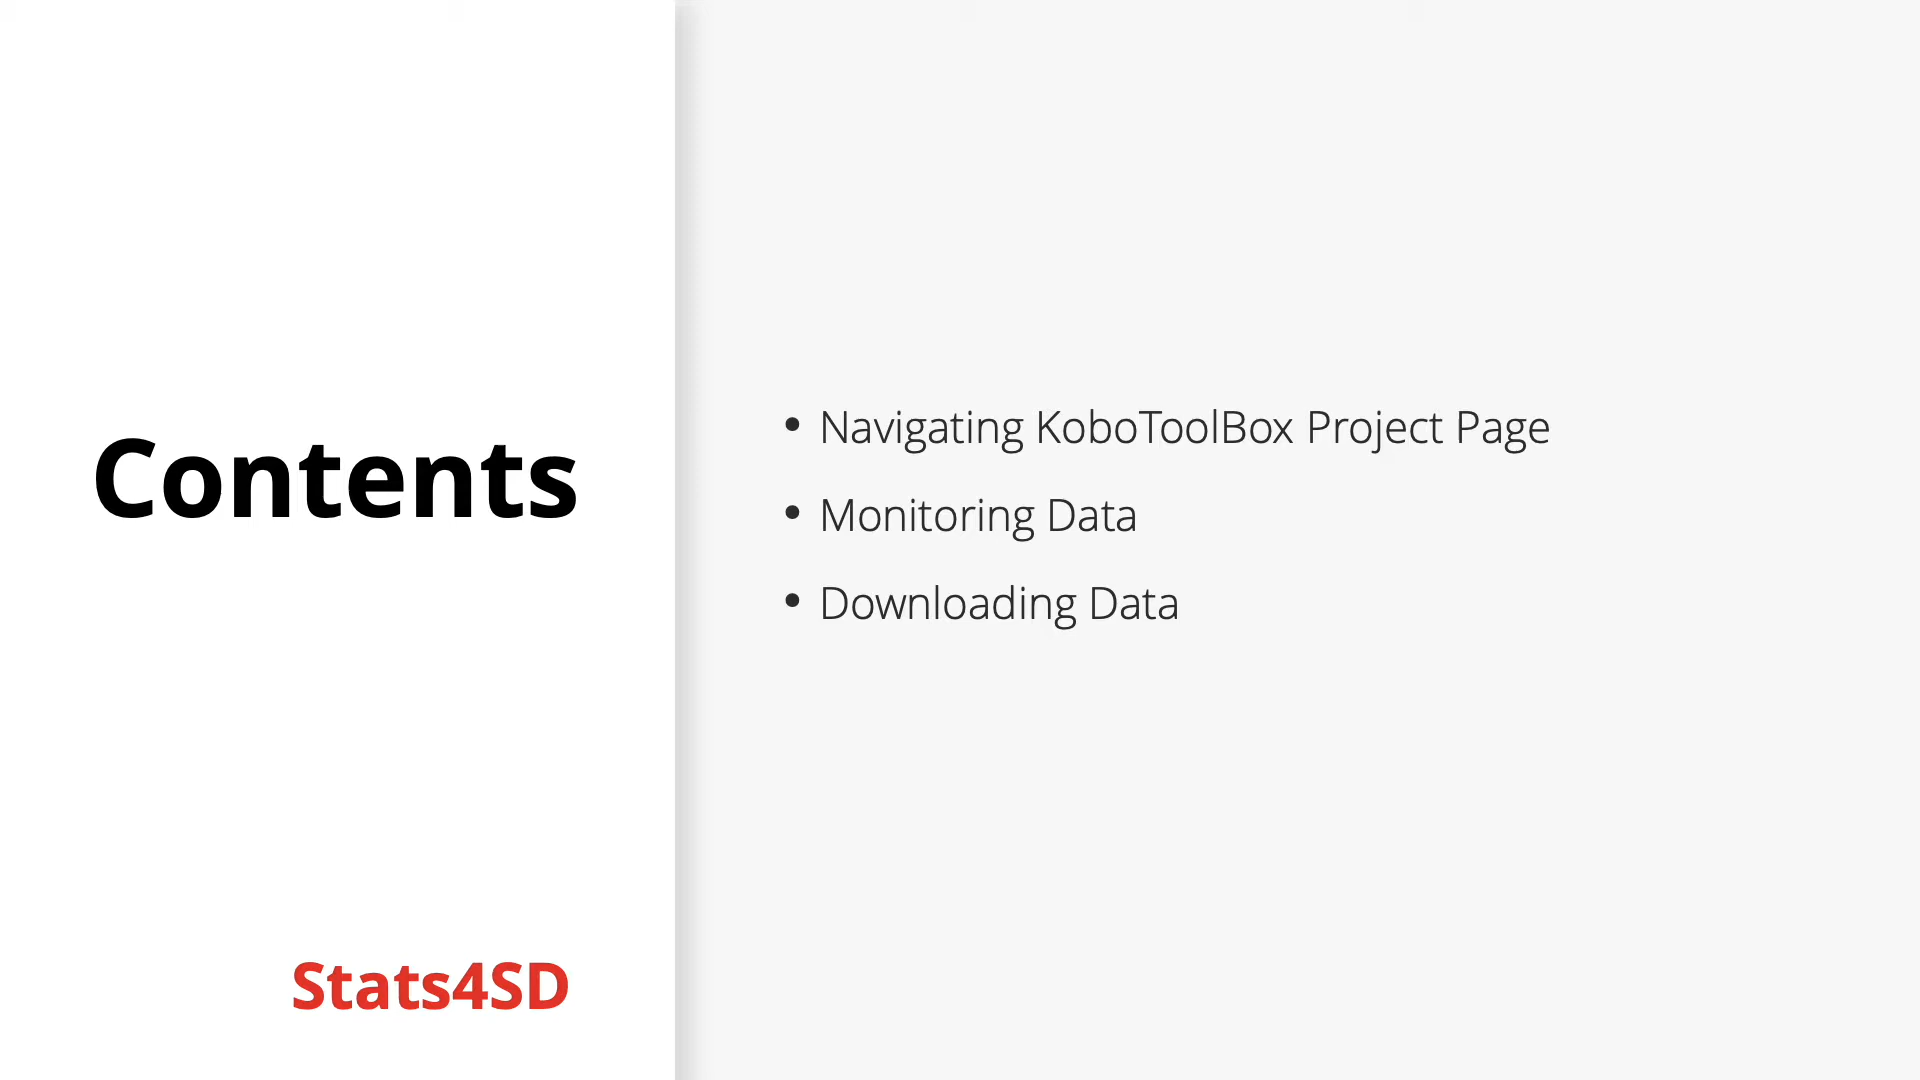 Contents
• Navigating KoboToolBox Project Page
• Monitoring Data
• Downloading Data
Stats4SD